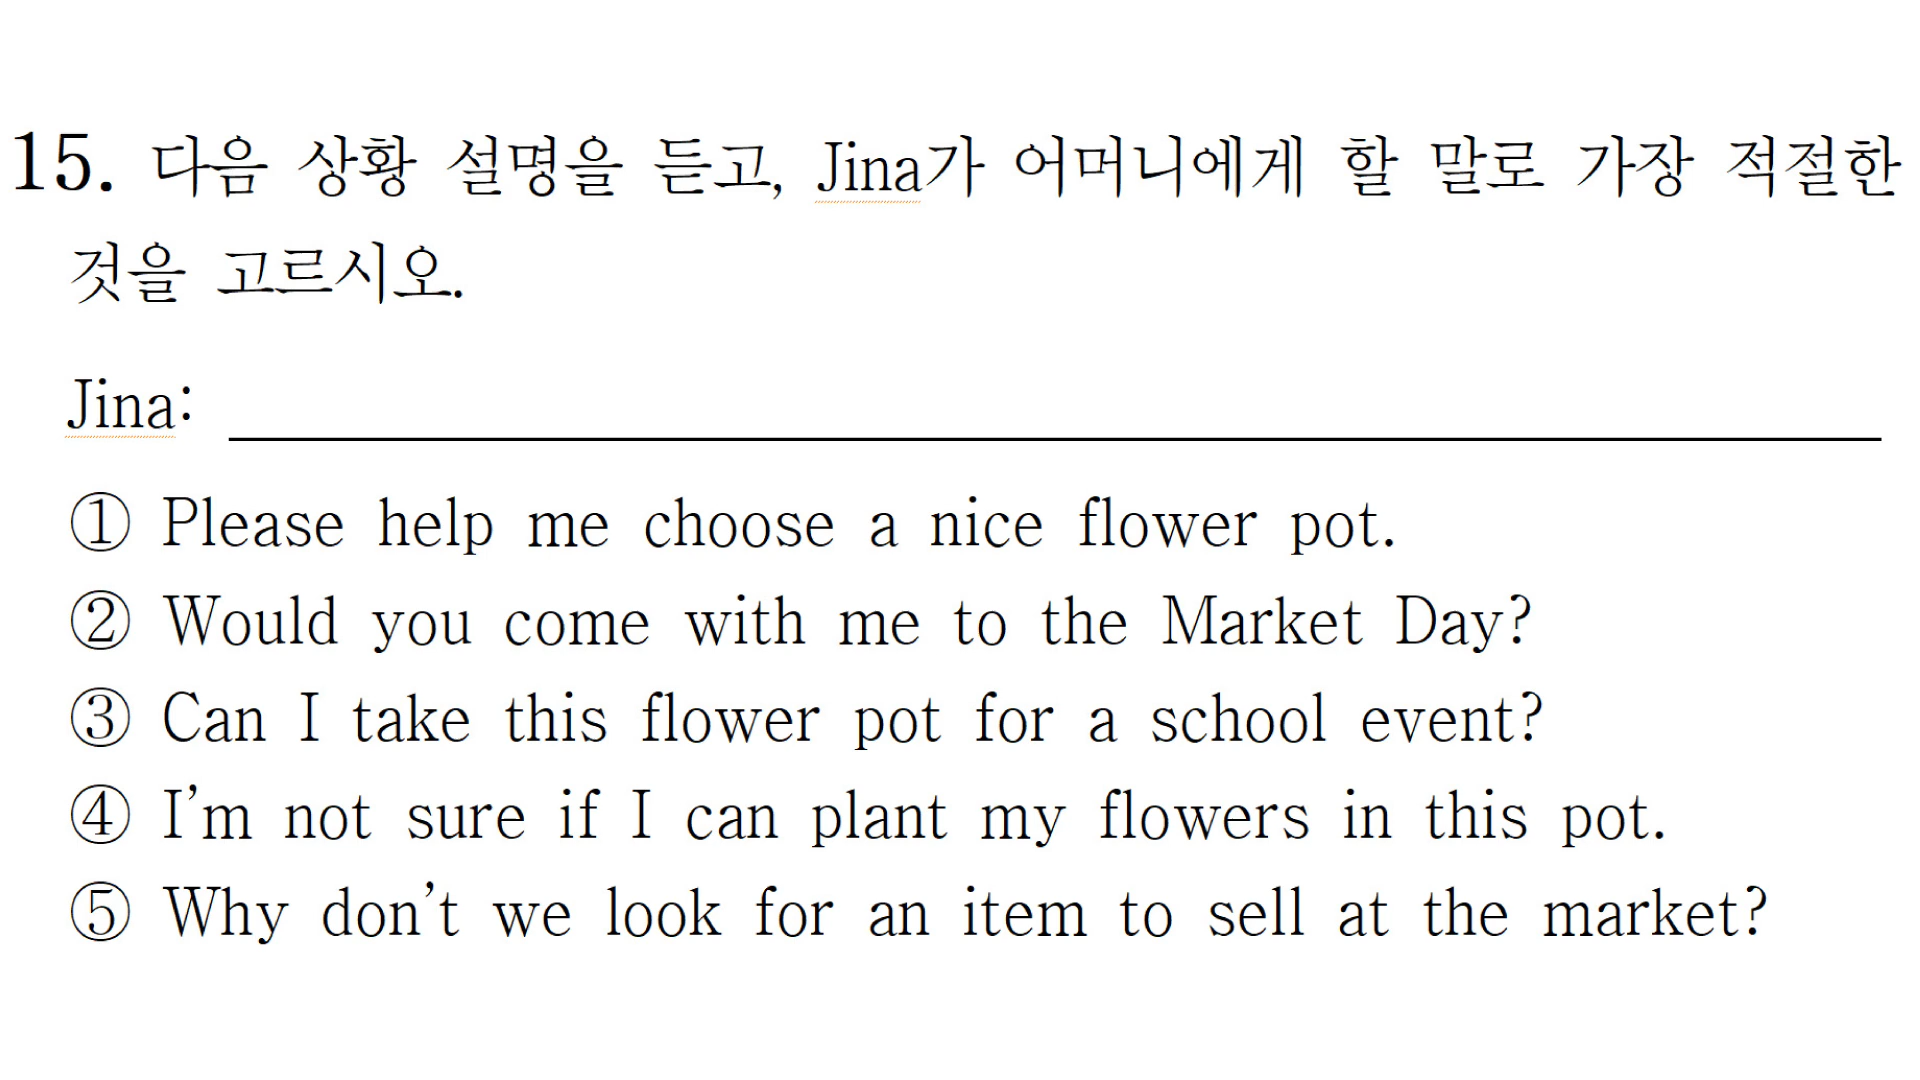 15. 다음 상황 설명을 듣고, Jina가 어머니에게 할 말로 가장 적절한
것을 고르시오.
Jina:
① Please help me choose a nice flower pot.
② Would you come with me to the Market Day?
③ Can I take this flower pot for a school event?
④ I’m not sure if I can plant my flowers in this pot.
⑤ Why don’t we look for an item to sell at the market?